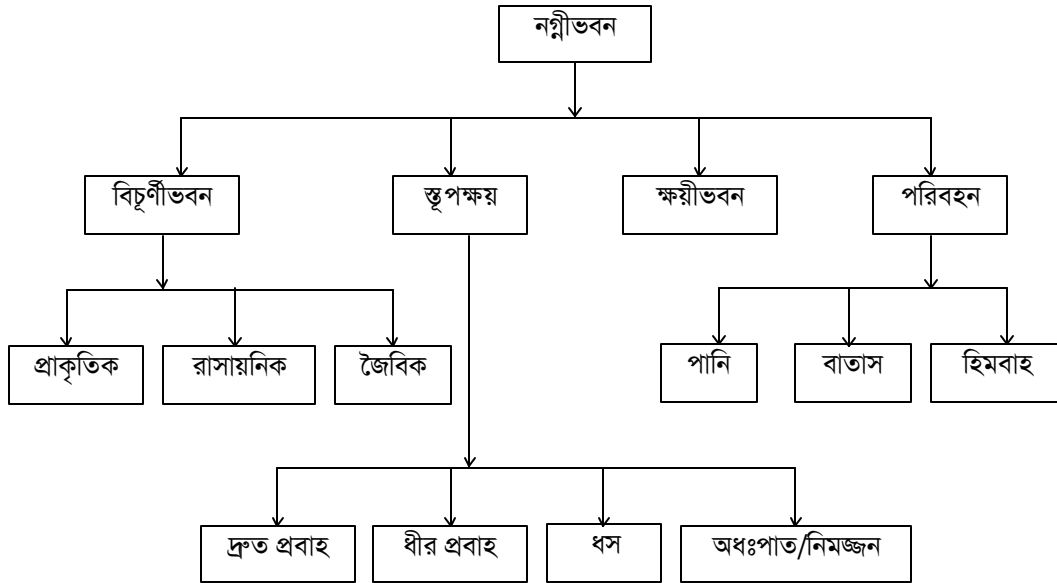 নগ্নীভবন
বিচূর্ণীভবন
স্তূপক্ষয়
ক্ষয়ীভবন
পরিবহন
প্রাকৃতিক
রাসায়নিক
জৈবিক
পানি
বাতাস
হিমবাহ
দ্রুত প্রবাহ
ধীর প্রবাহ
ধস
অধঃপাত/নিমজ্জন